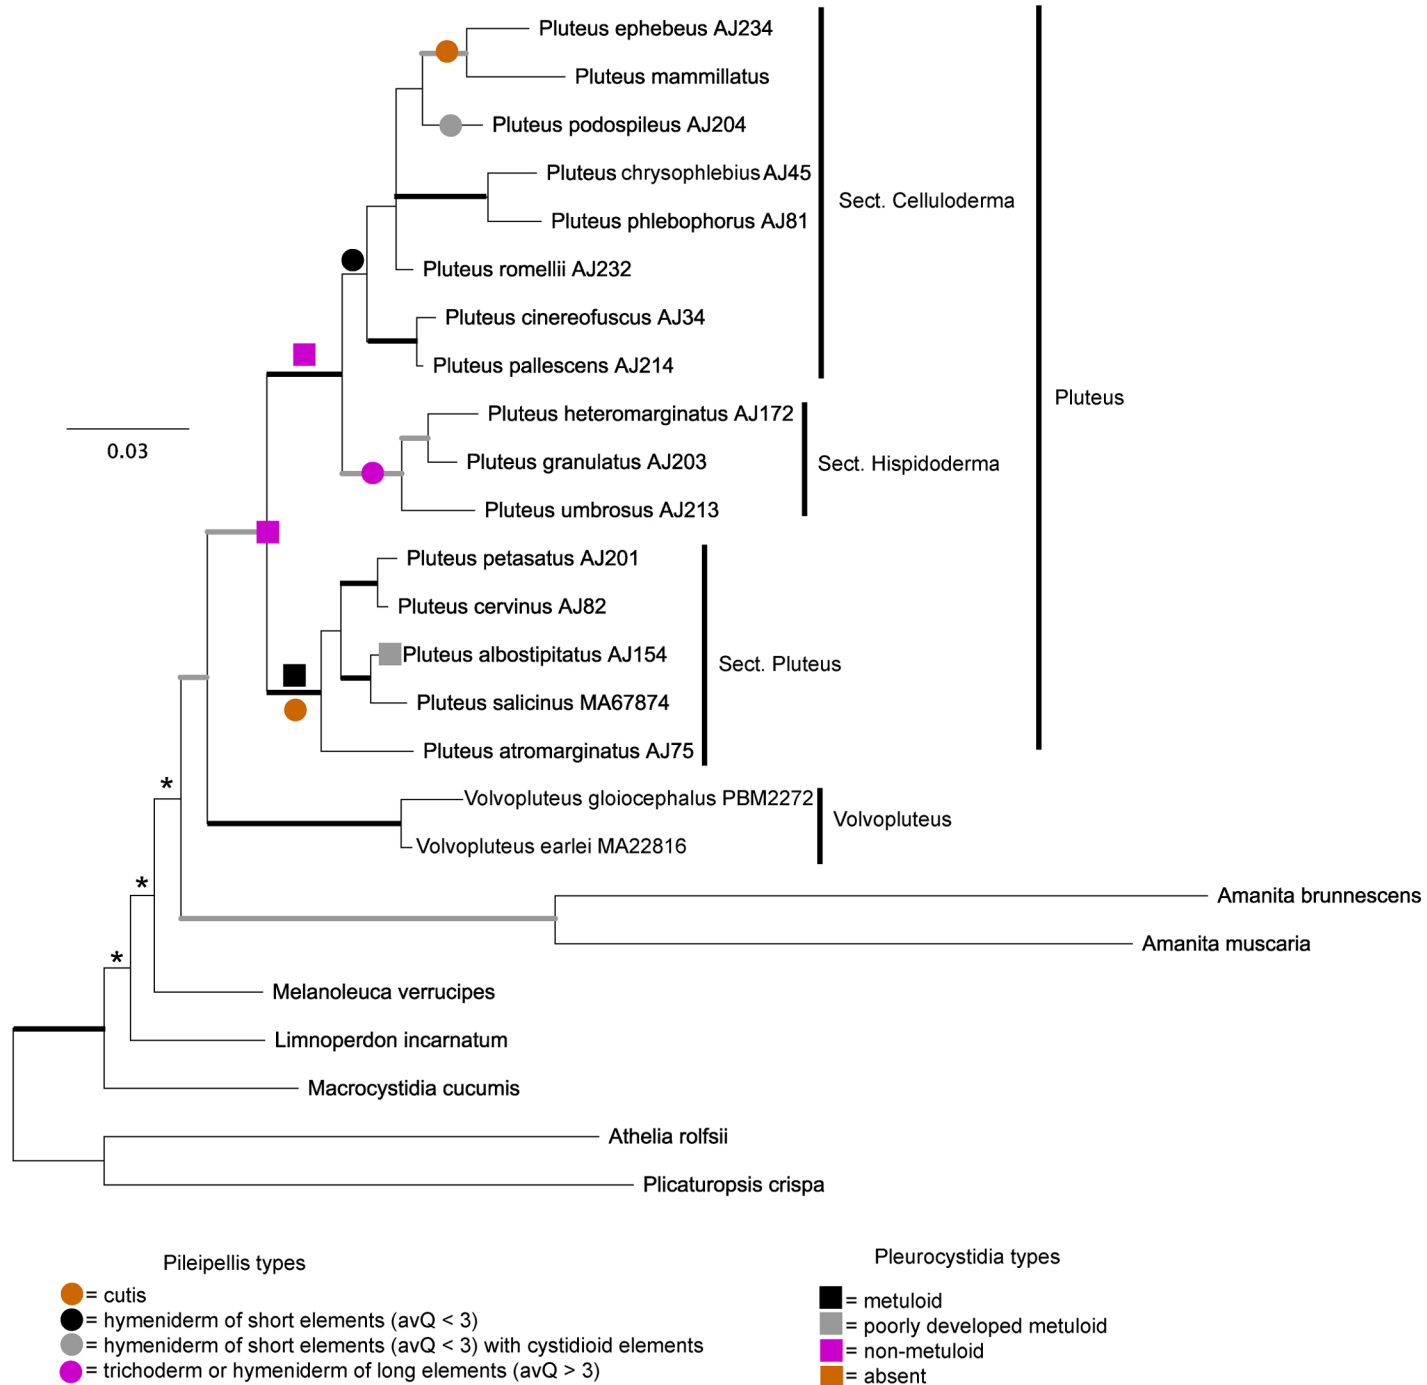 Pluteus ephebeus AJ234
Pluteus mammillatus
Pluteus podospileus AJ204
Pluteus chrysophlebius AJ45
Sect. Celluloderma
Pluteus phlebophorus AJ81
Pluteus romellii AJ232
Pluteus cinereofuscus AJ34
Pluteus pallescens AJ214
Pluteus
Pluteus heteromarginatus AJ172
0.03
Pluteus granulatus AJ203
Sect. Hispidoderma
Pluteus umbrosus AJ213
Pluteus petasatus AJ201
Pluteus cervinus AJ82
Pluteus albostipitatus AJ154
Sect. Pluteus
Pluteus salicinus MA67874
Pluteus atromarginatus AJ75
*
Volvopluteus gloiocephalus PBM2272
Volvopluteus
Volvopluteus earlei MA22816
*
Amanita brunnescens
Amanita muscaria
*
Melanoleuca verrucipes
Limnoperdon incarnatum
Macrocystidia cucumis
Athelia rolfsii
Plicaturopsis crispa
Pileipellis types
= cutis
= hymeniderm of short elements (avQ < 3)
= hymeniderm of short elements (avQ < 3) with cystidioid elements
= trichoderm or hymeniderm of long elements (avQ > 3)
Pleurocystidia types
= metuloid
= poorly developed metuloid
= non-metuloid
= absent